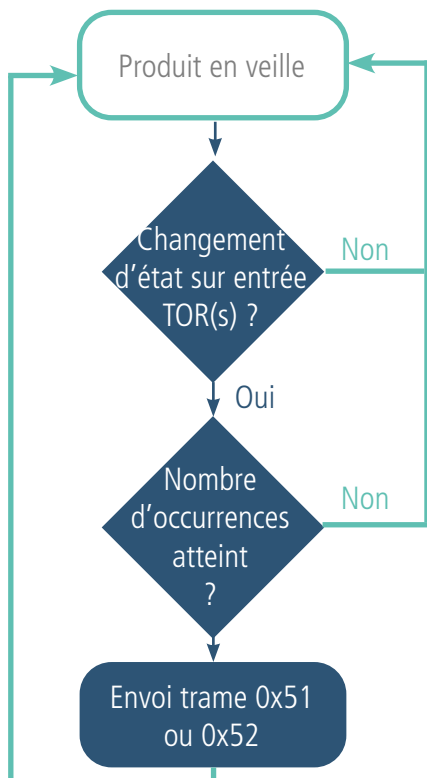 Produit en veille
Changement
d’état sur entrée
TOR(s) ?
Non
Oui
Nombre
d’occurrences
atteint
?
Non
Envoi trame 0x51
ou 0x52